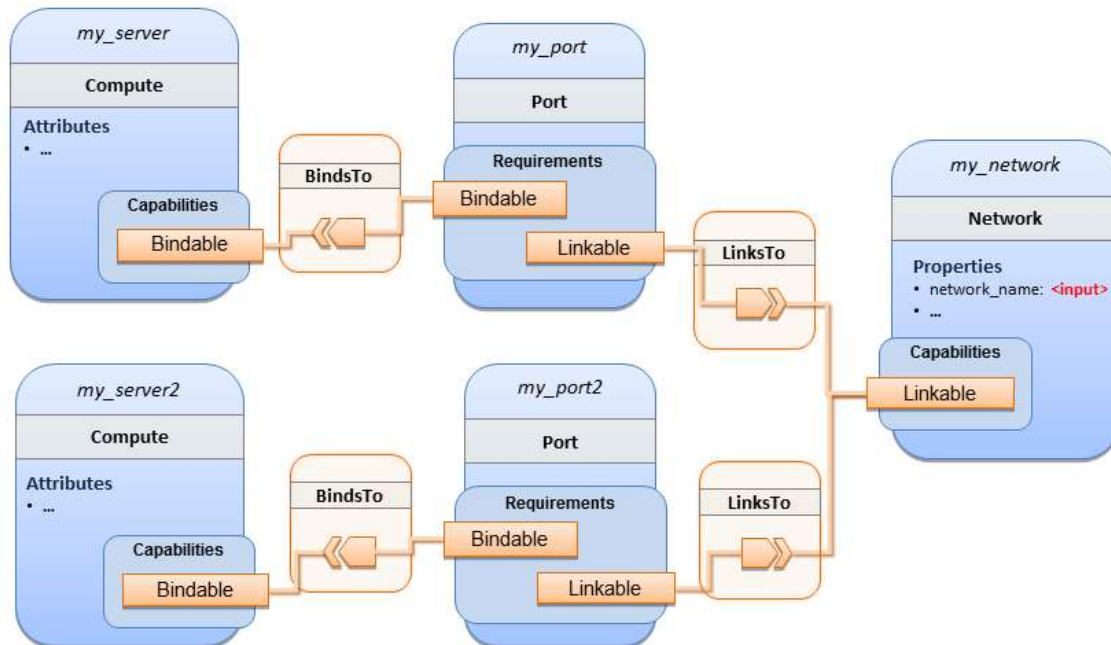 my_server
Compute
Attributes
• ...
Capabilities
Bindable
BindsTo
my_port
Port
Requirements
Bindable
Linkable
LinksTo
my_network
Network
Properties
• network_name: <input>
• ...
Capabilities
Linkable
my_server2
Compute
Attributes
• ...
Capabilities
Bindable
BindsTo
my_port2
Port
Requirements
Bindable
Linkable
LinksTo